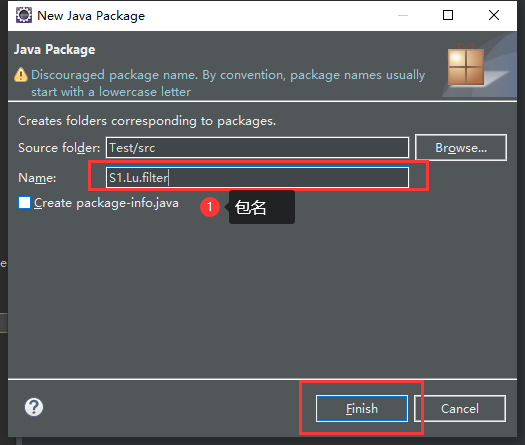 New Java Package
Java Package
Discouraged package name. By convention, package names usually
start with a lowercase letter
Creates folders corresponding to packages.
Source folder: Test/src Browse...
Name: S1.Lu.filter
Create package-info.java
1 包名
Finish Cancel